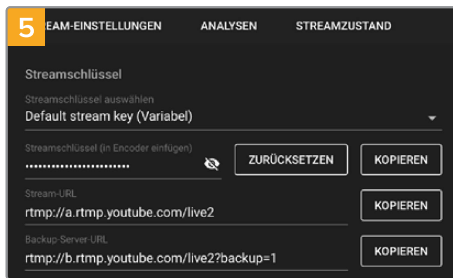 5
REAM-EINSTELLUNGEN ANALYSEN STREAMZUSTAND
Streamschlüssel
Streamschlüssel auswählen
Default stream key (Variabel)
Streamschlüssel (in Encoder einfügen)
ZURÜCKSETZEN KOPIEREN
Stream-URL
rtmp://a.rtmp.youtube.com/live2
KOPIEREN
Backup-Server-URL
rtmp://b.rtmp.youtube.com/live2?backup=1
KOPIEREN